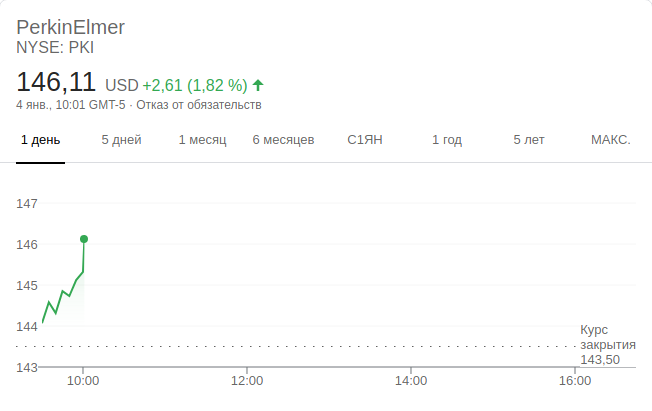 PerkinElmer
NYSE: PKI
146,11 USD +2,61 (1,82 %)
4 янв., 10:01 GMT-5 · Отказ от обязательств
1 день 5 дней 1 месяц 6 месяцев С1ЯН 1 год 5 лет МАКС.
147
146
145
144
Курс
закрытия
143,50
143
10:00 12:00 14:00 16:00